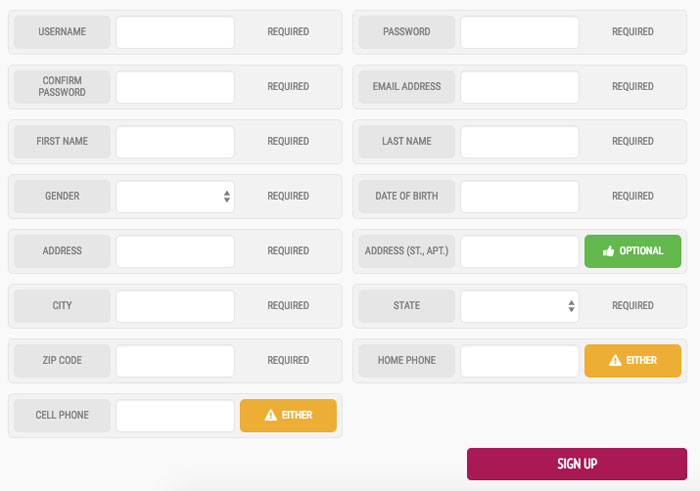 USERNAME REQUIRED PASSWORD REQUIRED
CONFIRM
PASSWORD REQUIRED EMAIL ADDRESS REQUIRED
FIRST NAME REQUIRED LAST NAME REQUIRED
GENDER REQUIRED DATE OF BIRTH REQUIRED
ADDRESS REQUIRED ADDRESS (ST., APT.) OPTIONAL
CITY REQUIRED STATE REQUIRED
ZIP CODE REQUIRED HOME PHONE EITHER
CELL PHONE EITHER
SIGN UP